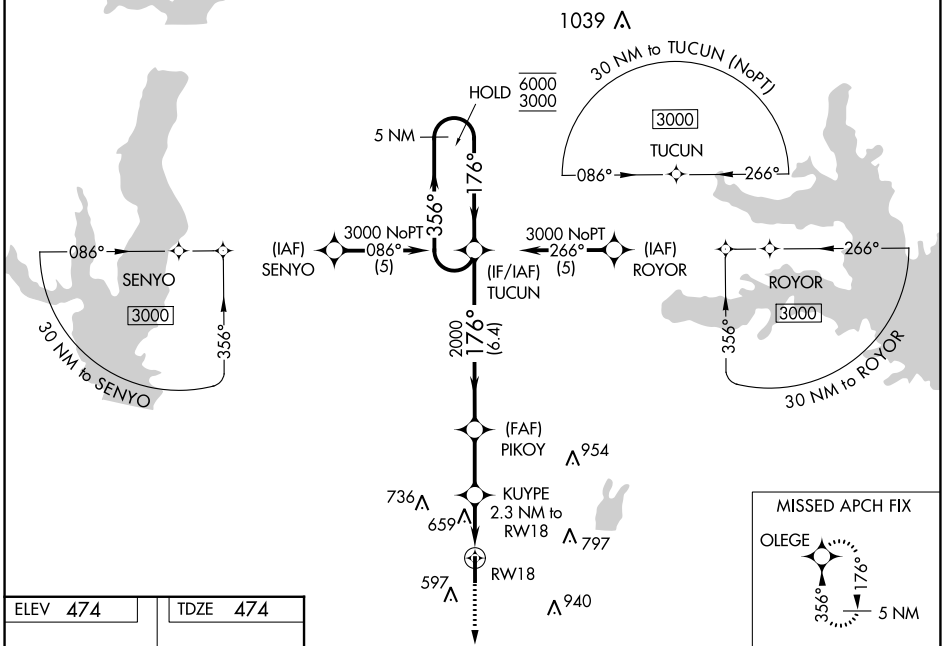 1039
30 NM to TUCUN (NoPT)
3000
TUCUN
086°
266°
HOLD 6000
3000
5 NM
356°
176°
3000 NoPT
086°
(5)
(IAF)
SENYO
(IF/IAF)
TUCUN
3000 NoPT
266°
(5)
(IAF)
ROYOR
086°
SENYO
3000
356°
30 NM to SENYO
266°
ROYOR
3000
356°
30 NM to ROYOR
2000
176°
(6.4)
(FAF)
PIKOY
954
736
KUYPE
2.3 NM to
RW18
659
797
RW18
597
940
MISSED APCH FIX
OLEGE
356°
176°
5 NM
ELEV 474
TDZE 474